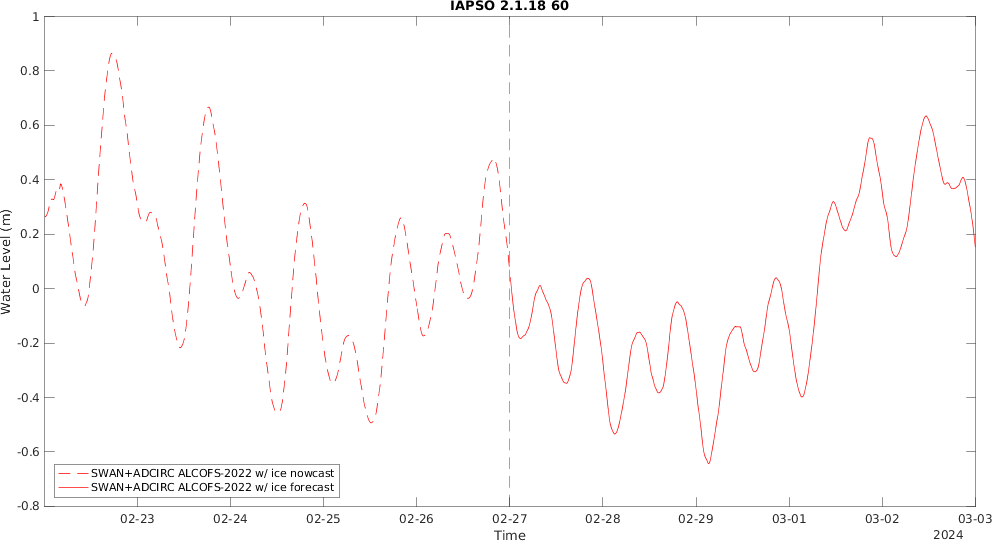 IAPSO 2.1.18 60
1
0.8
0.6
0.4
0.2
0
-0.2
-0.4
-0.6
-0.8
Water Level (m)
SWAN+ADCIRC ALCOFS-2022 w/ ice nowcast
SWAN+ADCIRC ALCOFS-2022 w/ ice forecast
02-23 02-24 02-25 02-26 02-27 02-28 02-29 03-01 03-02 03-03
Time
2024